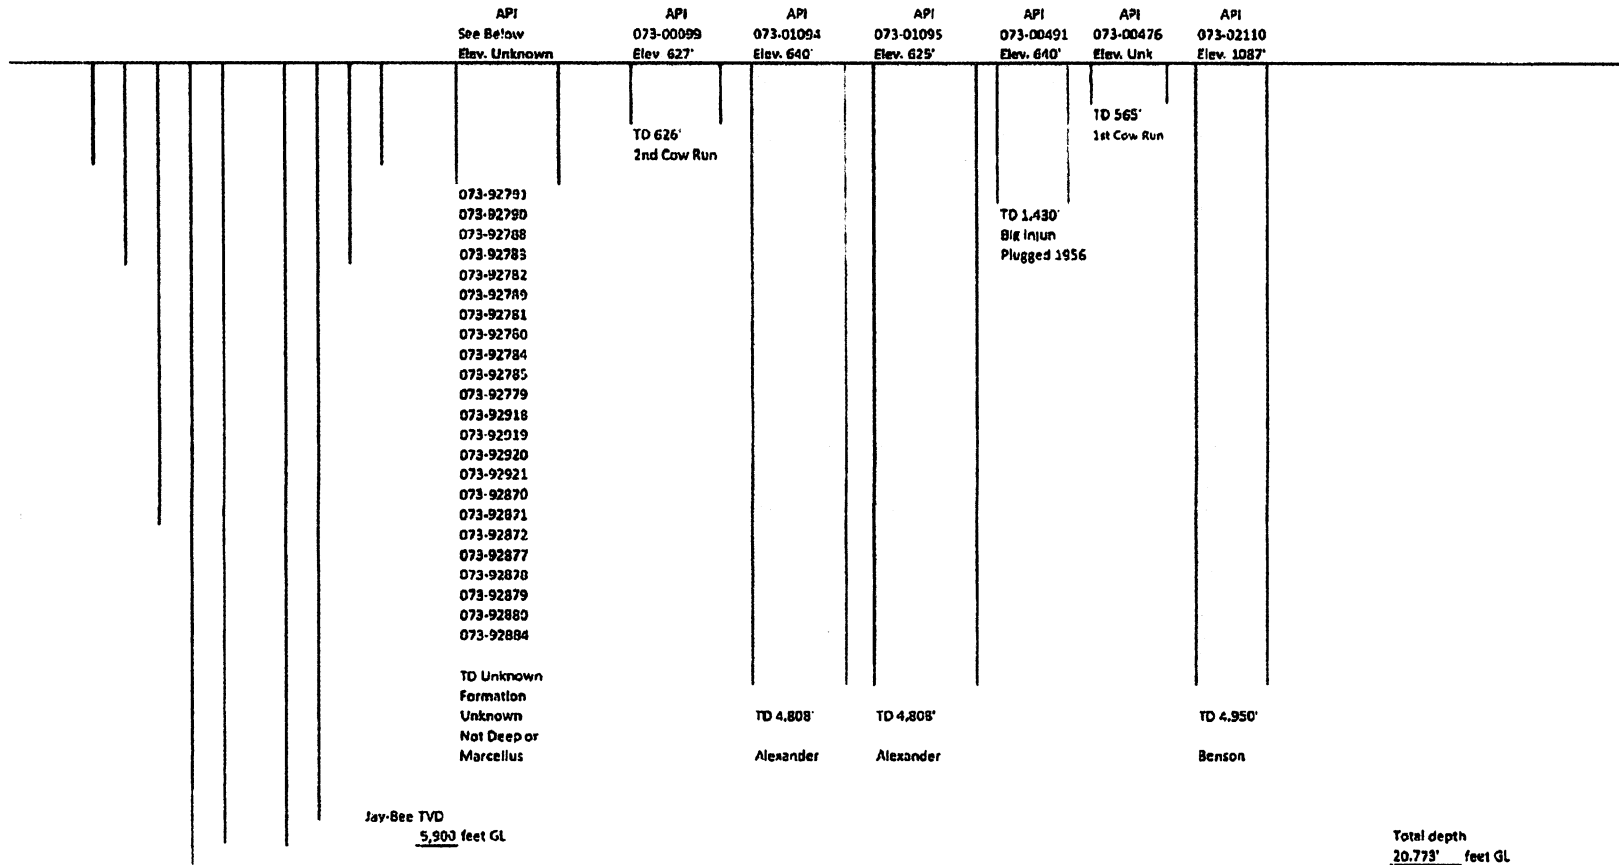 API API API API API API API
See Below 073-00099 073-01094 073-01095 073-00491 073-00476 073-02110
Elev. Unknown Elev 627' Elev. 640' Elev. 625' Elev. 640' Elev. Unk Elev. 1087'
TD 565'
1st Cow Run
TD 626'
2nd Cow Run
073-92791
073-92790
073-92788
073-92783
073-92782
073-92789
073-92781
073-92780
073-92784
073-92785
073-92779
073-92918
073-92919
073-92920
073-92921
073-92870
073-92871
073-92872
073-92877
073-92878
073-92879
073-92880
073-92884
TD 1,430'
Big Injun
Plugged 1956
TD Unknown
Formation
Unknown
Not Deep or
Marcellus
TD 4,808'
Alexander
TD 4,808'
Alexander
TD 4,950'
Benson
Jay-Bee TVD
5,900 feet GL
Total depth
20,773' feet GL